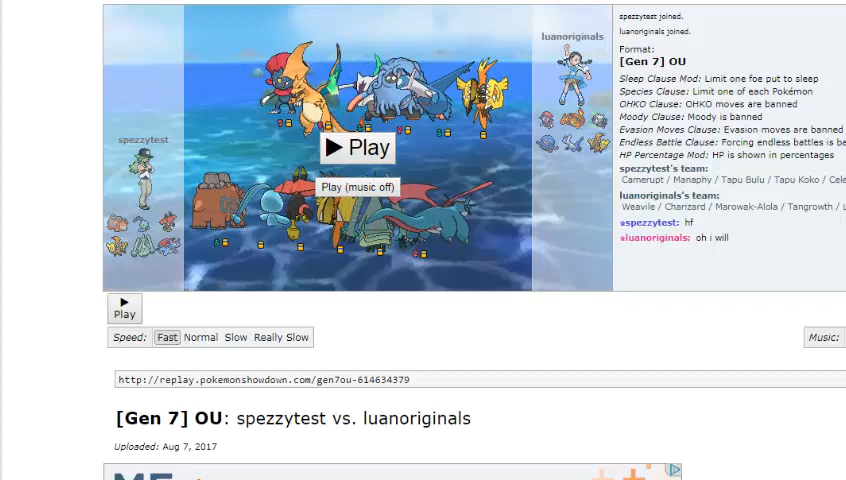 spezzytest joined.
luanoriginals joined.
Format:
[Gen 7] OU
Sleep Clause Mod: Limit one foe put to sleep
Species Clause: Limit one of each Pokémon
OHKO Clause: OHKO moves are banned
Moody Clause: Moody is banned
Evasion Moves Clause: Evasion moves are banned
Endless Battle Clause: Forcing endless battles is ba
HP Percentage Mod: HP is shown in percentages
spezzytest's team:
Camerupt / Manaphy / Tapu Bulu / Tapu Koko / Cele
luanoriginals's team:
Weavile / Charizard / Marowak-Alola / Tangrowth / L
★spezzytest: hf
★luanoriginals: oh i will
luanoriginals
spezzytest
▶ Play
Play (music off)
▶
Play
Speed: Fast Normal Slow Really Slow
Music:
http://replay.pokemonshowdown.com/gen7ou-614634379
[Gen 7] OU: spezzytest vs. luanoriginals
Uploaded: Aug 7, 2017